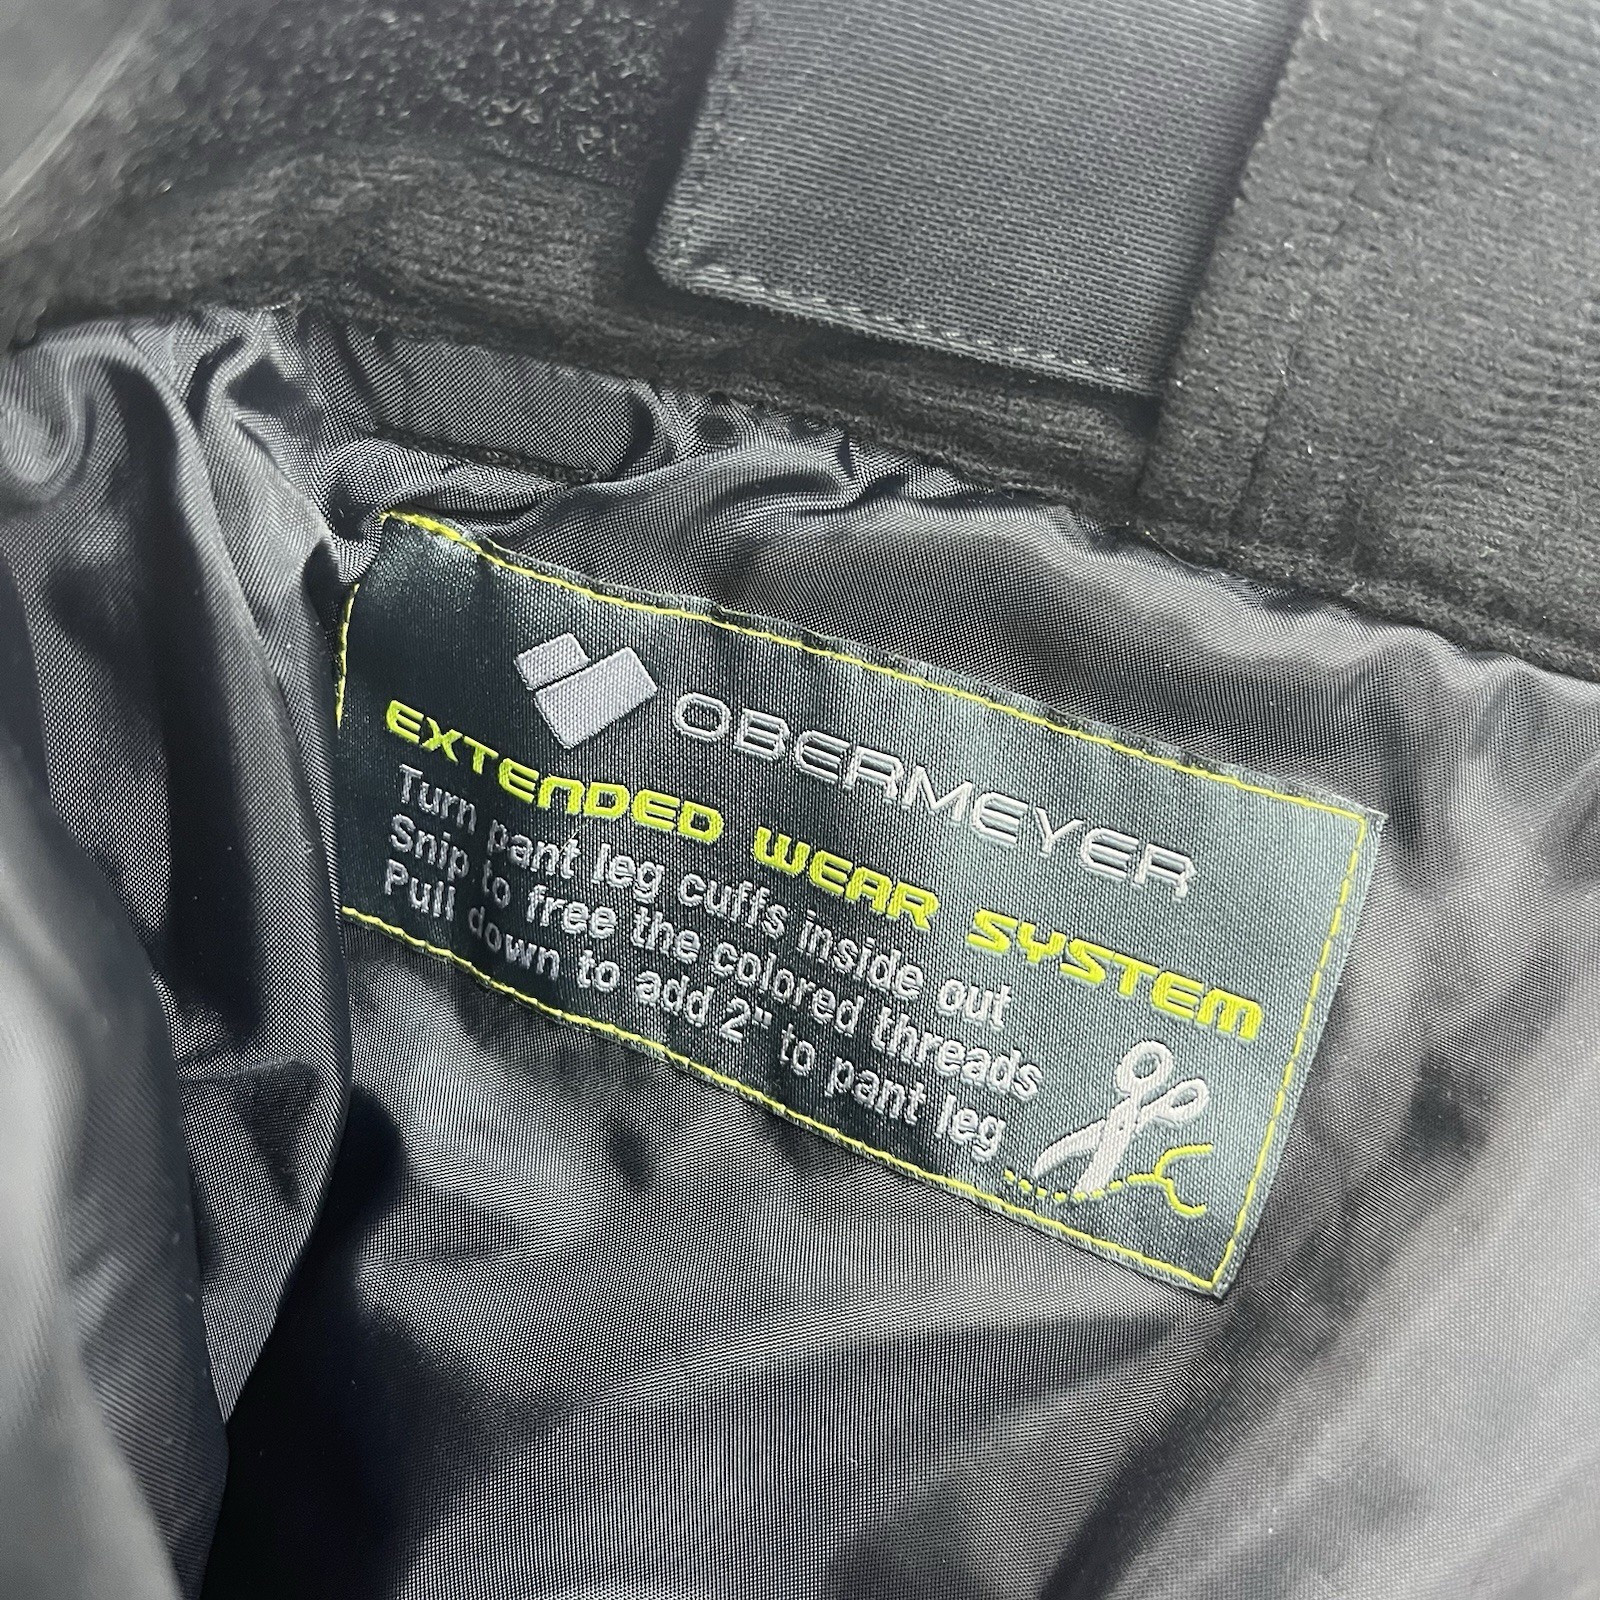 OBERMEYER
EXTENDED WEAR SYSTEM
Turn pant leg cuffs inside out
Snip to free the colored threads
Pull down to add 2" to pant leg